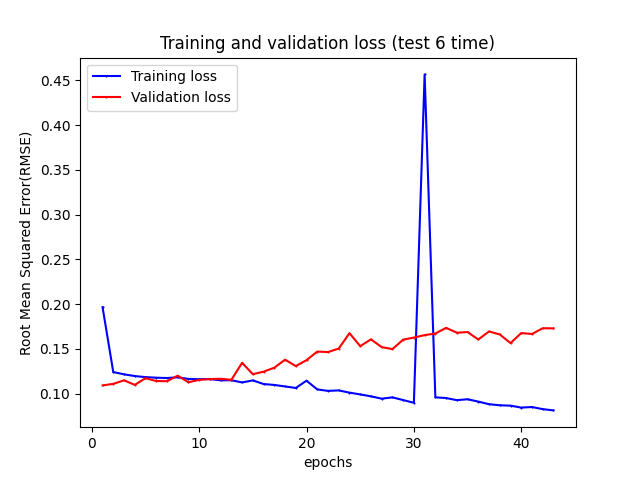 Training and validation loss (test 6 time)
Training loss
Validation loss
Root Mean Squared Error(RMSE)
0.45
0.40
0.35
0.30
0.25
0.20
0.15
0.10
0 10 20 30 40
epochs